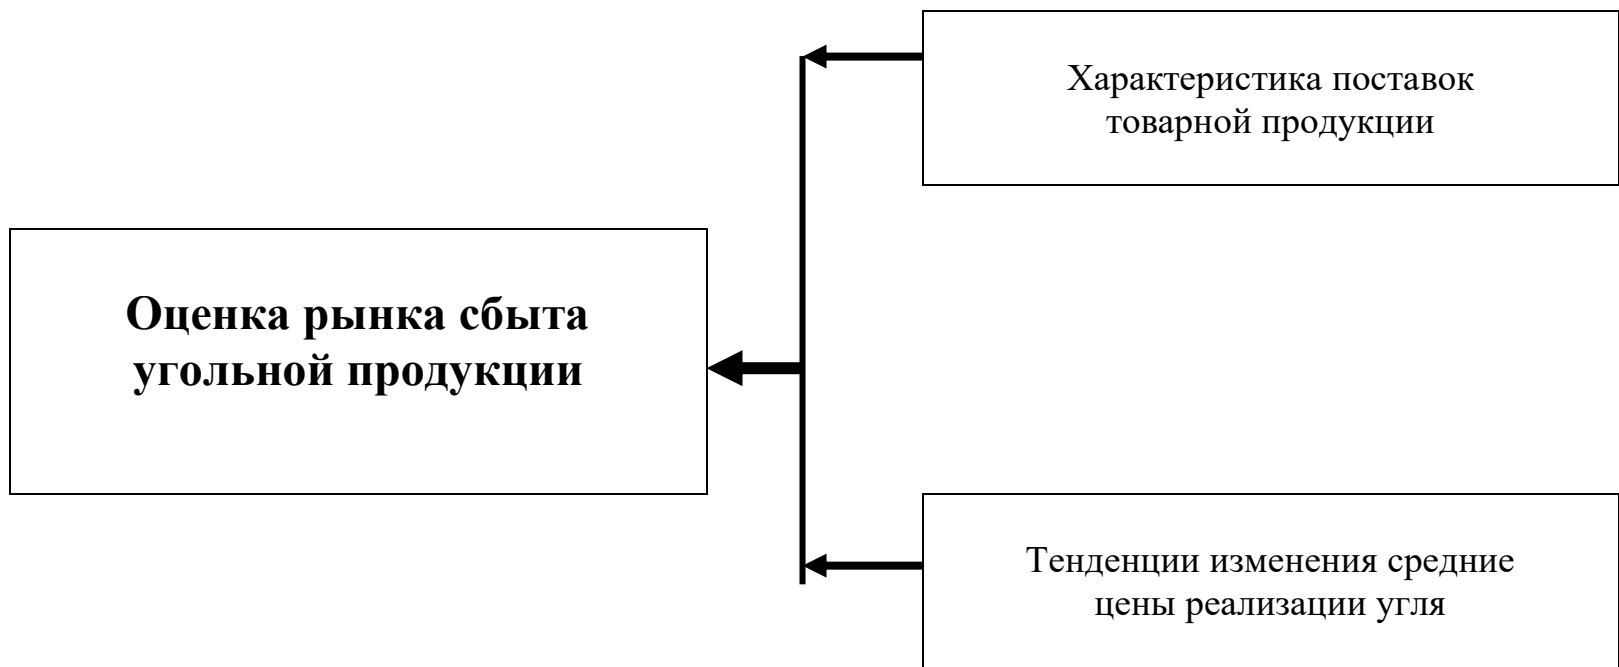 Характеристика поставок
товарной продукции
Оценка рынка сбыта
угольной продукции
Тенденции изменения средние
цены реализации угля